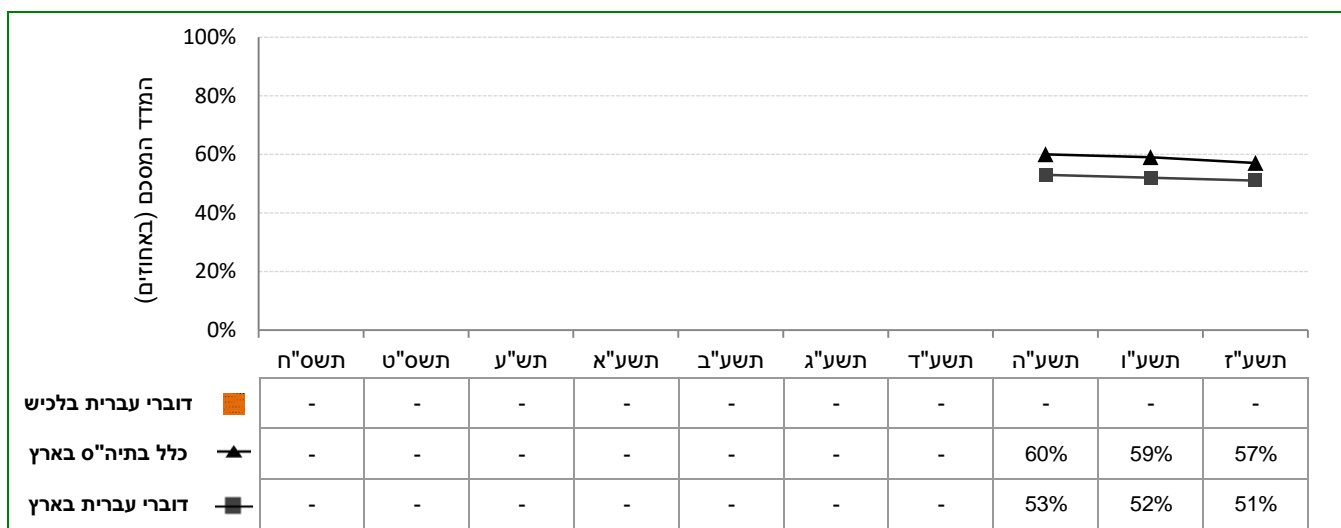 המדד המסכם (באחוזים)
100%
80%
60%
40%
20%
0%
תשס"ח תשס"ט תש"ע תשע"א תשע"ב תשע"ג תשע"ד תשע"ה תשע"ו תשע"ז
דוברי עברית בלכיש - - - - - - - - - -
כלל בתיה"ס בארץ - - - - - - - 60% 59% 57%
דוברי עברית בארץ - - - - - - - 53% 52% 51%